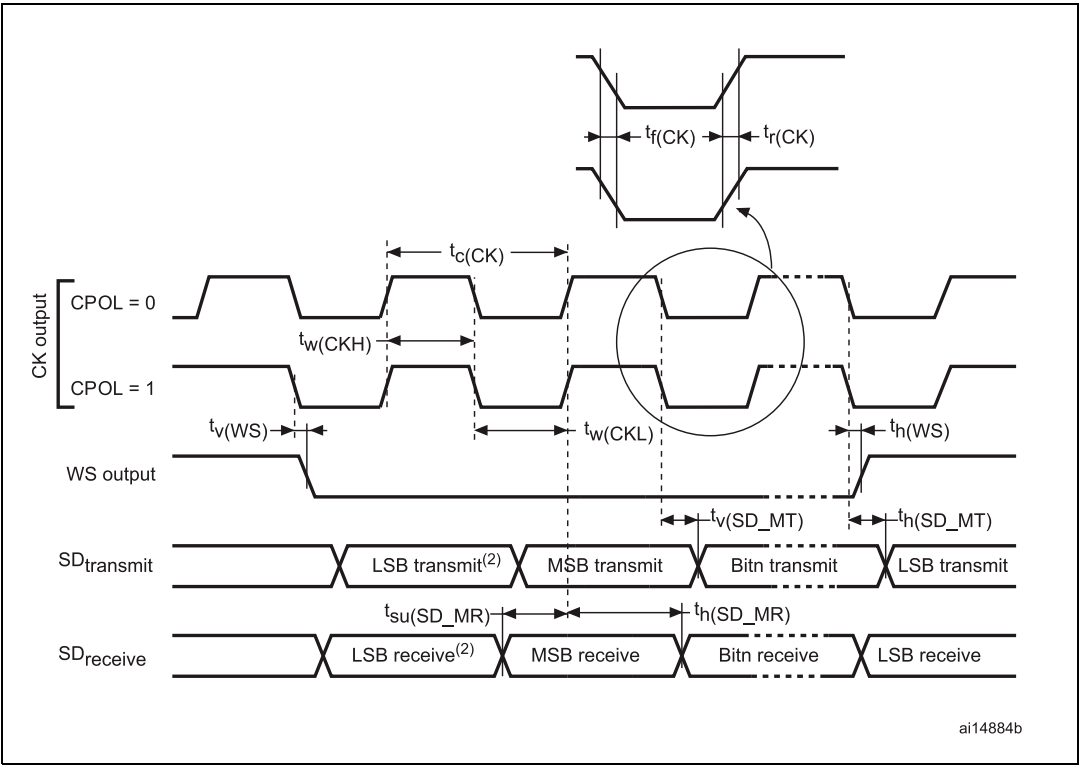 tf(CK)
tr(CK)
tc(CK)
CK output
CPOL = 0
tw(CKH)
CPOL = 1
tv(WS)
tw(CKL)
th(WS)
WS output
tv(SD_MT)
th(SD_MT)
SDtransmit
LSB transmit(2)
MSB transmit
Bitn transmit
LSB transmit
tsu(SD_MR)
th(SD_MR)
SDreceive
LSB receive(2)
MSB receive
Bitn receive
LSB receive
ai14884b